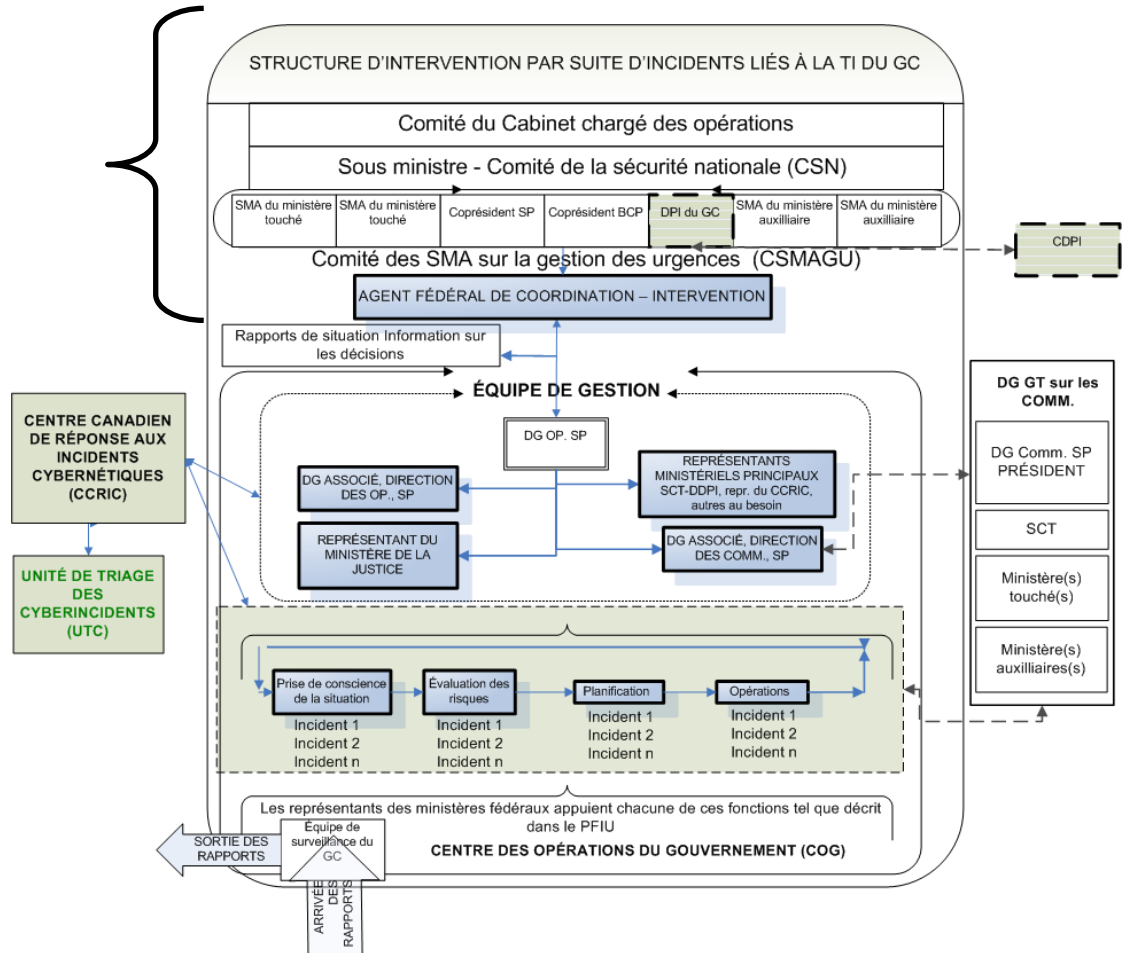 STRUCTURE D'INTERVENTION PAR SUITE D'INCIDENTS LIÉS À LA TI DU GC
Comité du Cabinet chargé des opérations
Sous ministre - Comité de la sécurité nationale (CSN)
SMA du ministère
touché
SMA du ministère
touché
Coprésident SP
Coprésident BCP
DPI du GC
SMA du ministère
auxilliaire
SMA du ministère
auxiliaire
CDPI
Comité des SMA sur la gestion des urgences (CSMAGU)
AGENT FÉDÉRAL DE COORDINATION – INTERVENTION
Rapports de situation Information sur
les décisions
ÉQUIPE DE GESTION
DG OP. SP
DG ASSOCIÉ, DIRECTION
DES OP., SP
REPRÉSENTANTS
MINISTÉRIELS PRINCIPAUX
SCT-DDPI, repr. du CCRIC,
autres au besoin
REPRÉSENTANT DU
MINISTÈRE DE LA
JUSTICE
DG ASSOCIÉ, DIRECTION
DES COMM., SP
CENTRE CANADIEN
DE RÉPONSE AUX
INCIDENTS
CYBERNÉTIQUES
(CCRIC)
UNITÉ DE TRIAGE
DES
CYBERINCIDENTS
(UTC)
DG GT sur les
COMM.
DG Comm. SP
PRÉSIDENT
SCT
Ministère(s)
touché(s)
Ministère(s)
auxilliaires(s)
Prise de conscience
de la situation
Incident 1
Incident 2
Incident n
Évaluation des
risques
Incident 1
Incident 2
Incident n
Planification
Incident 1
Incident 2
Incident n
Opérations
Incident 1
Incident 2
Incident n
Les représentants des ministères fédéraux appuient chacune de ces fonctions tel que décrit
dans le PFIU
Équipe de
surveillance du
GC
CENTRE DES OPÉRATIONS DU GOUVERNEMENT (COG)
SORTIE DES
RAPPORTS
ARRIVÉE
DES
RAPPORTS